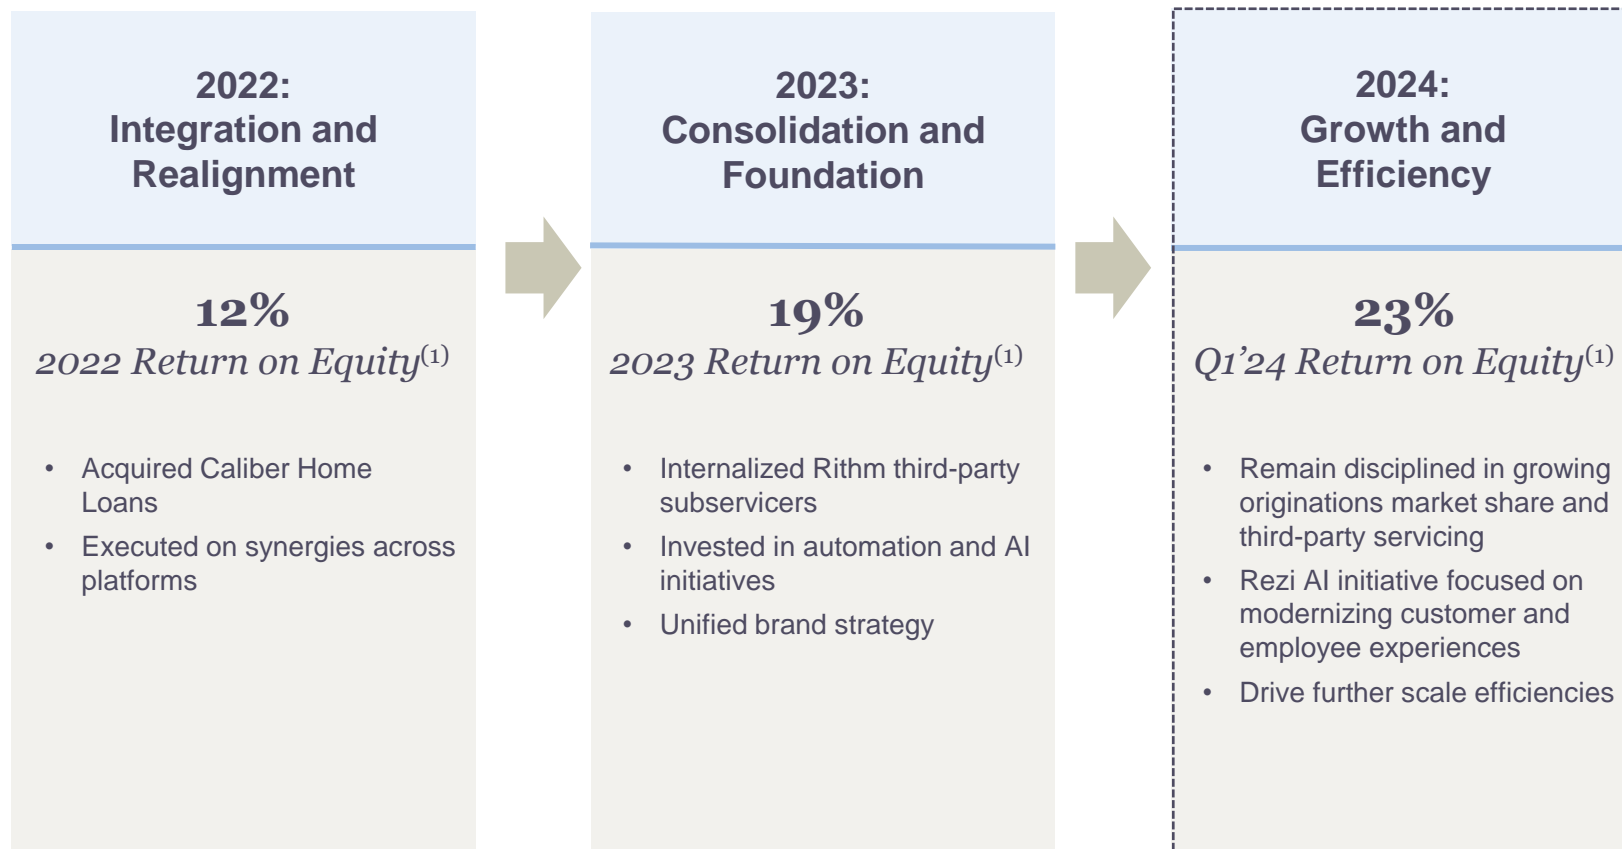 2022:
Integration and
Realignment
12%
2022 Return on Equity(1)
• Acquired Caliber Home
Loans
• Executed on synergies across
platforms
2023:
Consolidation and
Foundation
19%
2023 Return on Equity(1)
• Internalized Rithm third-party
subservicers
• Invested in automation and AI
initiatives
• Unified brand strategy
2024:
Growth and
Efficiency
23%
Q1’24 Return on Equity(1)
• Remain disciplined in growing
originations market share and
third-party servicing
• Rezi AI initiative focused on
modernizing customer and
employee experiences
• Drive further scale efficiencies